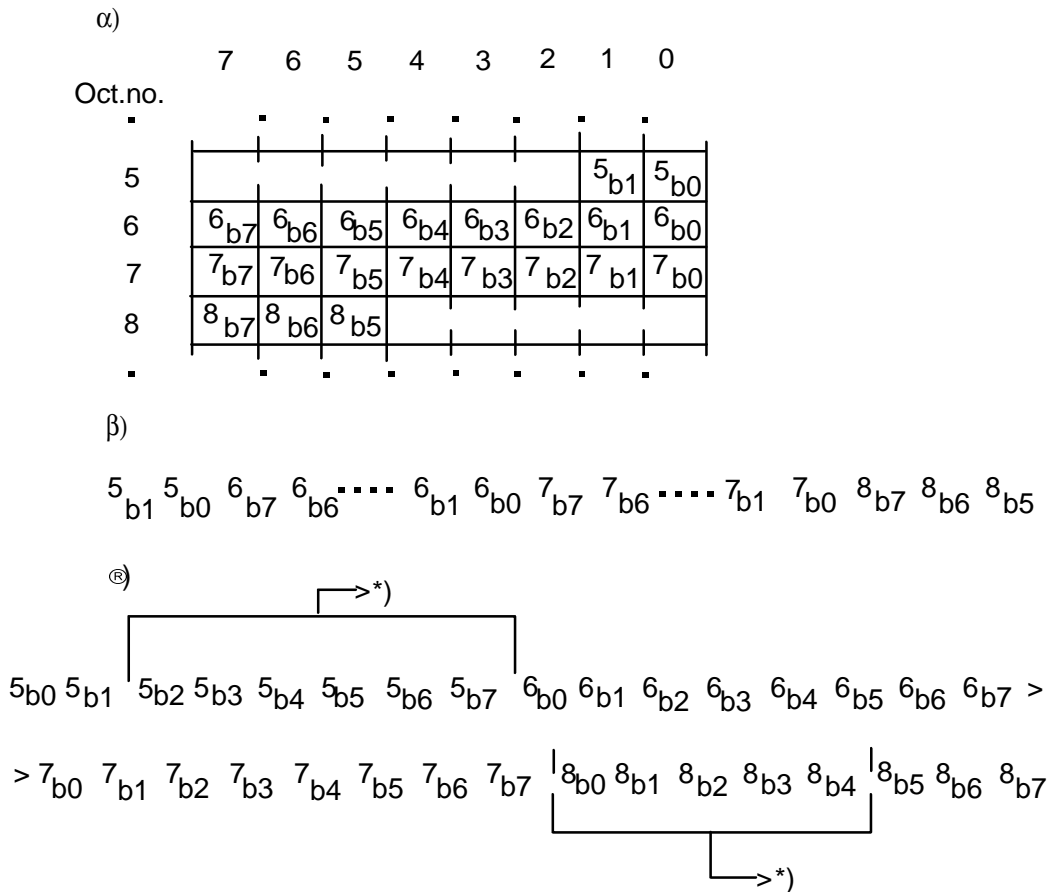 α)
7 6 5 4 3 2 1 0
Oct.no.
5 5b1 5b0
6 6b7 6b6 6b5 6b4 6b3 6b2 6b1 6b0
7 7b7 7b6 7b5 7b4 7b3 7b2 7b1 7b0
8 8b7 8b6 8b5
β)
5b1 5b0 6b7 6b6 .... 6b1 6b0 7b7 7b6 .... 7b1 7b0 8b7 8b6 8b5
®)
>*)
5b0 5b1 5b2 5b3 5b4 5b5 5b6 5b7 6b0 6b1 6b2 6b3 6b4 6b5 6b6 6b7 >
> 7b0 7b1 7b2 7b3 7b4 7b5 7b6 7b7 8b0 8b1 8b2 8b3 8b4 8b5 8b6 8b7
>*)